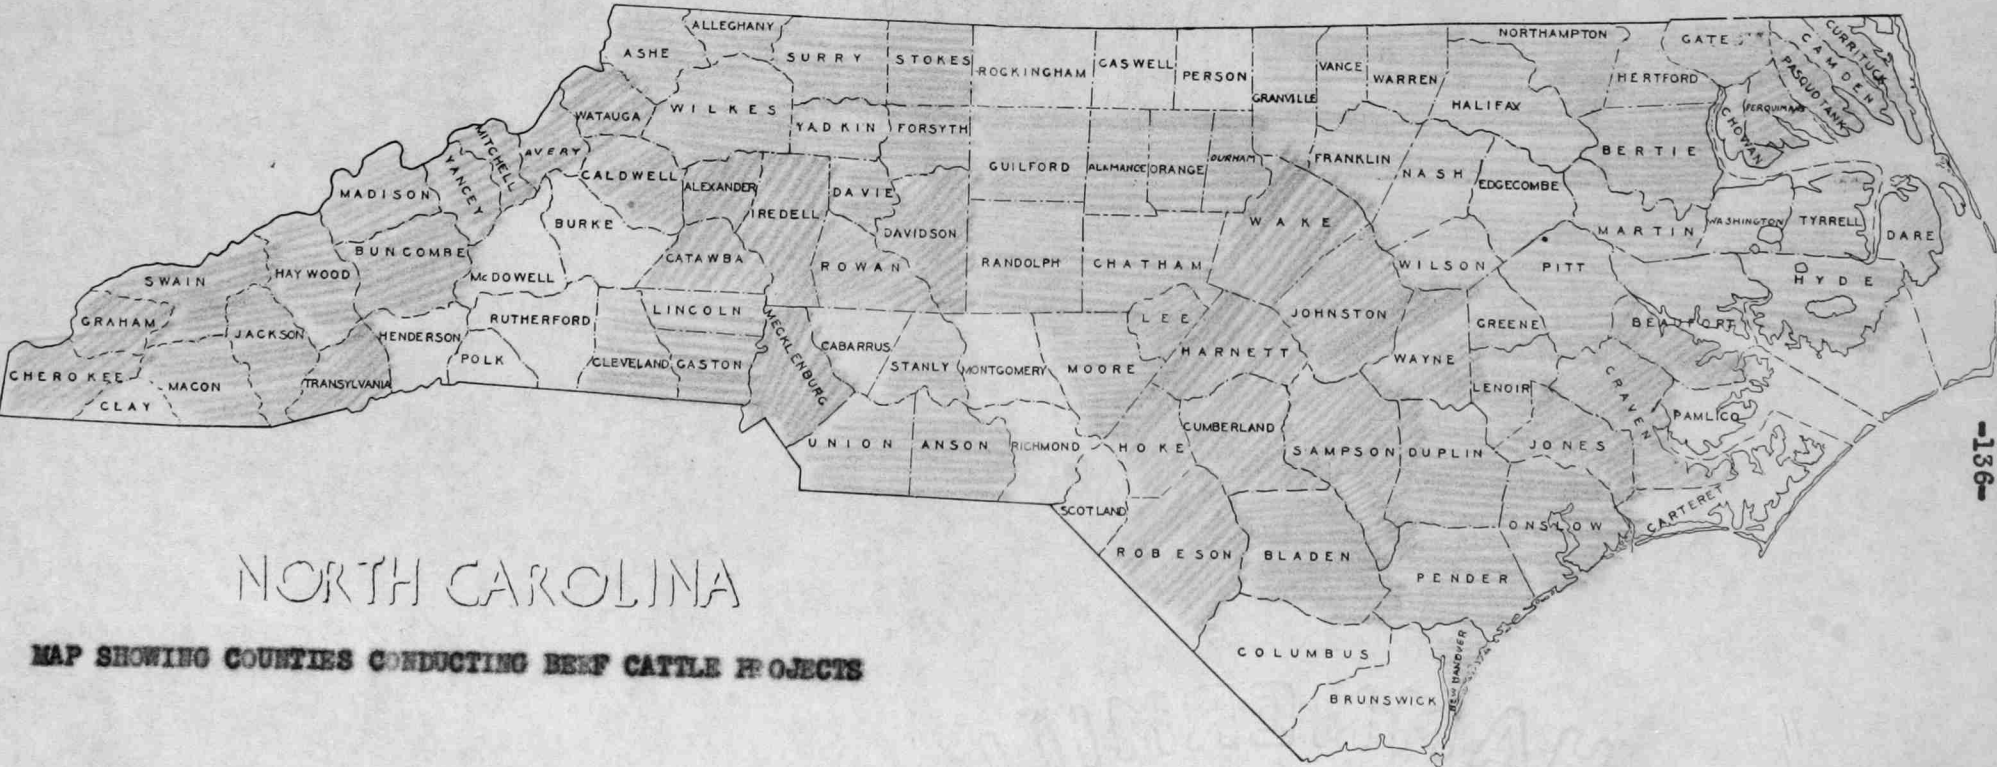 ALLEGHANY
ASHE
SURRY
STOKES
ROCKINGHAM
CASWELL
PERSON
GRANVILLE
VANCE
WARREN
NORTHAMPTON
GATE
CURRITUCK
CAMDEN
PASQUOTANK
PERQUIMANS
CHOWAN
HERTFORD
HALIFAX
WATAUGA
WILKES
YADKIN
FORSYTH
GUILFORD
ALAMANCE
ORANGE
DURHAM
FRANKLIN
NASH
EDGECOMBE
BERTIE
MITCHELL
AVERY
YANCEY
CALDWELL
ALEXANDER
IREDELL
DAVIE
DAVIDSON
MADISON
BURKE
BUNCOMBE
McDOWELL
CATAWBA
ROWAN
RANDOLPH
CHATHAM
WAKE
WILSON
PITT
MARTIN
WASHINGTON
TYRRELL
DARE
HYDE
SWAIN
HAYWOOD
GRAHAM
JACKSON
HENDERSON
RUTHERFORD
POLK
CLEVELAND
LINCOLN
GASTON
MECKLENBURG
CABARRUS
STANLY
MONTGOMERY
MOORE
LEE
HARNETT
JOHNSTON
WAYNE
GREENE
LENOIR
BEAUFORT
CRAVEN
PAMLICO
CHEROKEE
CLAY
MACON
TRANSYLVANIA
UNION
ANSON
RICHMOND
HOKE
CUMBERLAND
SAMPSON
DUPLIN
JONES
SCOTLAND
ROBESON
BLADEN
PENDER
ONSLOW
CARTERET
COLUMBUS
BRUNSWICK
NEW HANOVER
NORTH CAROLINA
MAP SHOWING COUNTIES CONDUCTING BEEF CATTLE PROJECTS
-136-